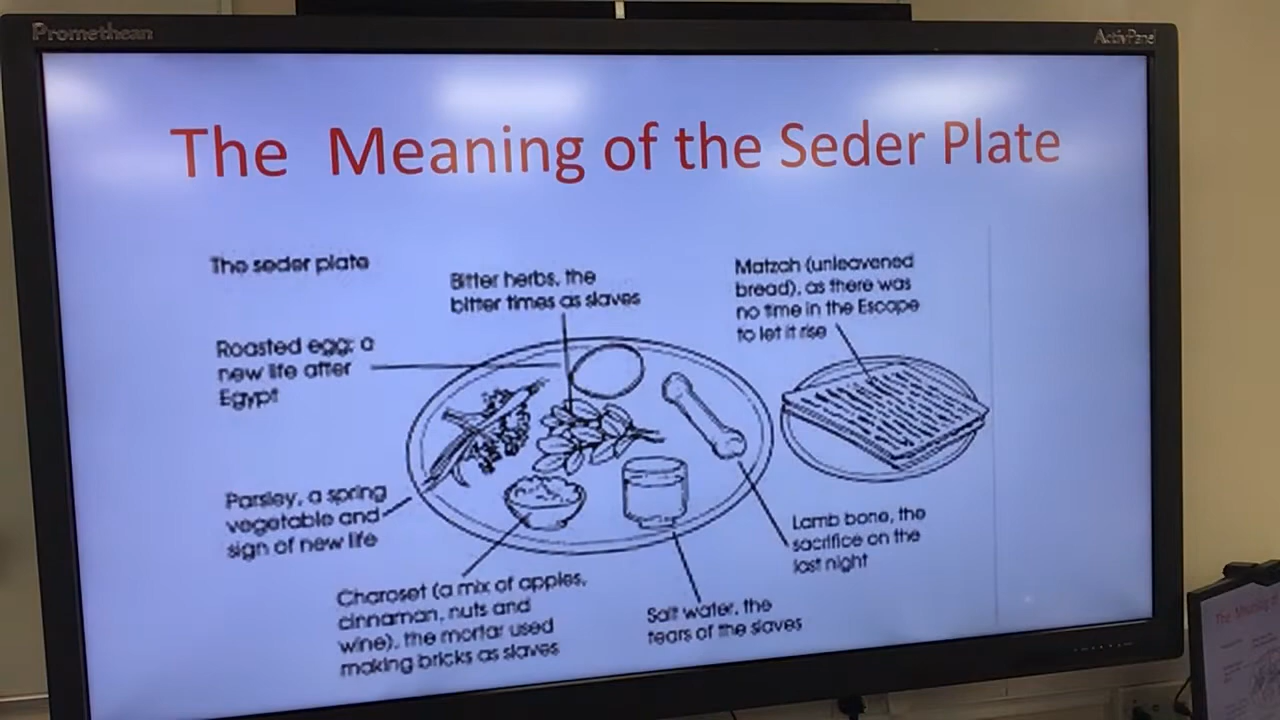 Promethean
ActivPanel
The Meaning of the Seder Plate
The seder plate
Bitter herbs, the
bitter times as slaves
Matzah (unleavened
bread), as there was
no time in the Escape
to let it rise
Roasted egg: a
new life after
Egypt
Parsley, a spring
vegetable and
sign of new life
Charoset (a mix of apples,
cinnamon, nuts and
wine), the mortar used
making bricks as slaves
Salt water, the
tears of the slaves
Lamb bone, the
sacrifice on the
last night
The Meaning of